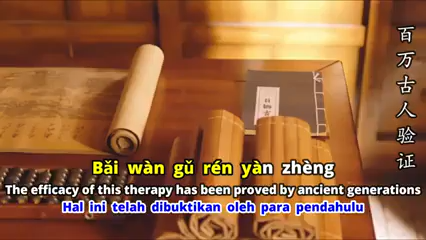 百万古人验证
Bǎi wàn gǔ rén yàn zhèng
The efficacy of this therapy has been proved by ancient generations
Hal ini telah dibuktikan oleh para pendahulu